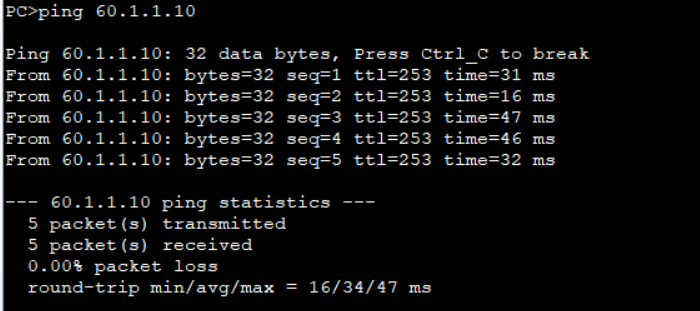 PC>ping 60.1.1.10
Ping 60.1.1.10: 32 data bytes, Press Ctrl_C to break
From 60.1.1.10: bytes=32 seq=1 ttl=253 time=31 ms
From 60.1.1.10: bytes=32 seq=2 ttl=253 time=16 ms
From 60.1.1.10: bytes=32 seq=3 ttl=253 time=47 ms
From 60.1.1.10: bytes=32 seq=4 ttl=253 time=46 ms
From 60.1.1.10: bytes=32 seq=5 ttl=253 time=32 ms
--- 60.1.1.10 ping statistics ---
5 packet(s) transmitted
5 packet(s) received
0.00% packet loss
round-trip min/avg/max = 16/34/47 ms